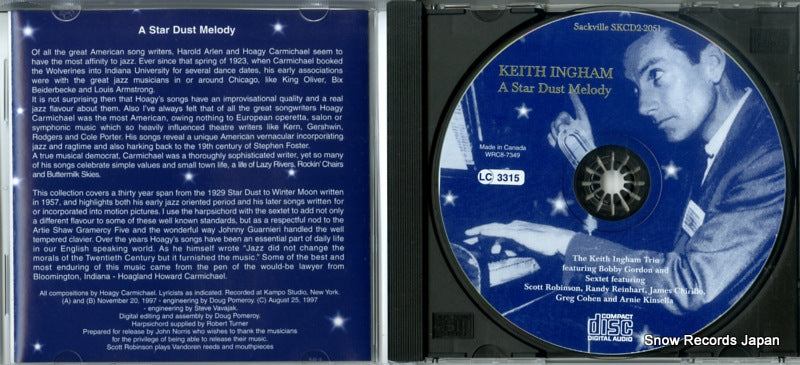 A Star Dust Melody
Of all the great American song writers, Harold Arlen and Hoagy Carmichael seem to
have the most affinity to jazz. Ever since that spring of 1923, when Carmichael booked
the Wolverines into Indiana University for several dance dates, his early associations
were with the great jazz musicians in or around Chicago, like King Oliver, Bix
Beiderbecke and Louis Armstrong.
It is not surprising then that Hoagy's songs have an improvisational quality and a real
jazz flavour about them. Also I've always felt that of all the great songwriters Hoagy
Carmichael was the most American, owing nothing to European operetta, salon or
symphonic music which so heavily influenced theatre writers like Kern, Gershwin,
Rodgers and Cole Porter. His songs reveal a unique American vernacular incorporating
jazz and ragtime and also harking back to the 19th century of Stephen Foster.
A true musical democrat, Carmichael was a thoroughly sophisticated writer, yet so many
of his songs celebrate simple values and small town life, a life of Lazy Rivers, Rockin' Chairs
and Buttermilk Skies.
This collection covers a thirty year span from the 1929 Star Dust to Winter Moon written
in 1957, and highlights both his early jazz oriented period and his later songs written for
or incorporated into motion pictures. I use the harpsichord with the sextet to add not only
a different flavour to some of these well known standards, but as a respectful nod to the
Artie Shaw Gramercy Five and the wonderful way Johnny Guarnieri handled the well
tempered clavier. Over the years Hoagy's songs have been an essential part of daily life
in our English speaking world. As he himself wrote "Jazz did not change the
morals of the Twentieth Century but it furnished the music." Some of the best and
most enduring of this music came from the pen of the would-be lawyer from
Bloomington, Indiana - Hoagland Howard Carmichael.
All compositions by Hoagy Carmichael. Lyricists as indicated. Recorded at Kampo Studio, New York.
(A) and (B) November 20, 1997 - engineering by Doug Pomeroy. (C) August 25, 1997
- engineering by Steve Vavajak.
Digital editing and assembly by Doug Pomeroy.
Harpsichord supplied by Robert Turner
Prepared for release by John Norris who wishes to thank the musicians
for the privilege of being able to release their music.
Scott Robinson plays Vandoren reeds and mouthpieces
Sackville SKCD2-2051
KEITH INGHAM
A Star Dust Melody
Made in Canada
WRC8-7349
LC 3315
The Keith Ingham Trio
featuring Bobby Gordon and
Sextet featuring
Scott Robinson, Randy Reinhart, James Chirillo,
Greg Cohen and Arnie Kinsella
COMPACT
disc
DIGITAL AUDIO
Snow Records Japan